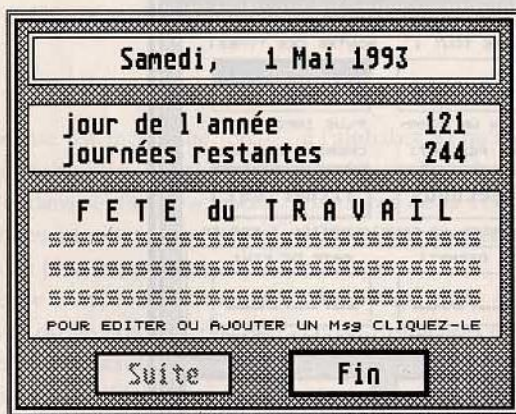 Samedi, 1 Mai 1993
jour de l'année 121
journées restantes 244
FETE du TRAVAIL
POUR EDITER OU AJOUTER UN Msg CLIQUEZ-LE
Suite Fin